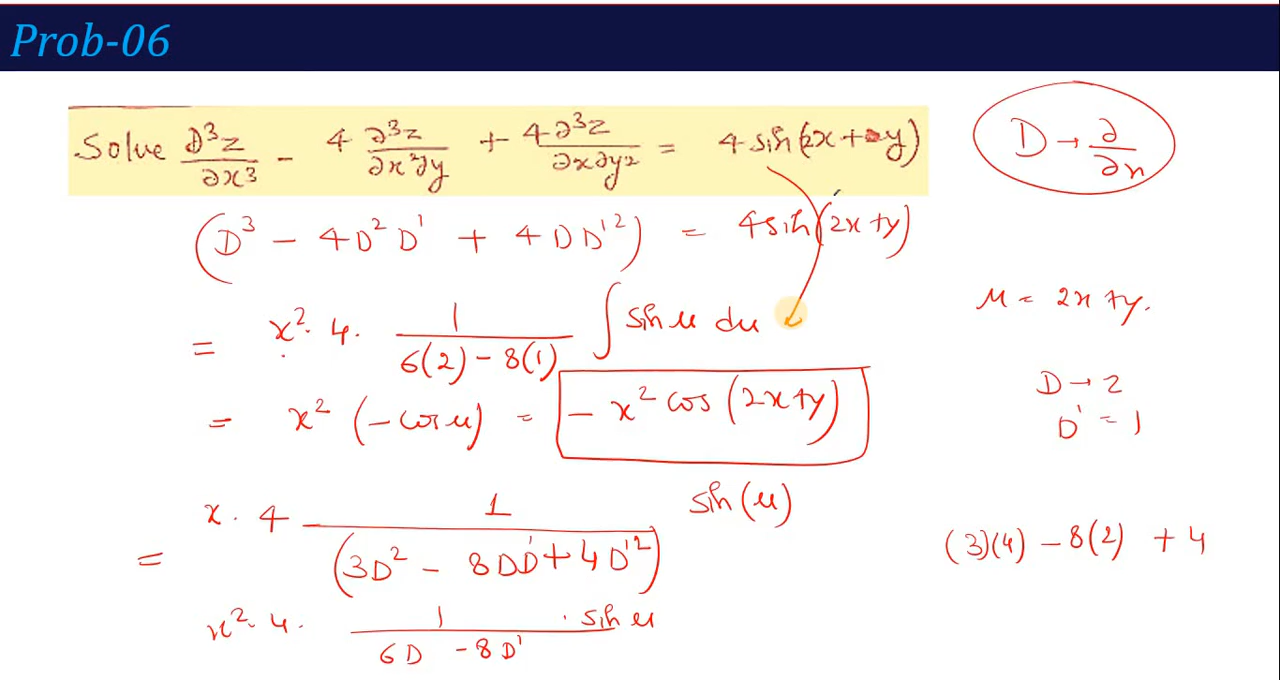 Prob-06
Solve ∂³z/∂x³ - 4 ∂³z/∂x²∂y + 4∂³z/∂x∂y² = 4 sin(2x+y)
D → ∂/∂x
(D³ - 4D²D' + 4DD'²) = 4sin(2x+y)
= x². 4. 1/(6(2) - 8(1)) ∫ sin u du
u = 2x+y.
D → 2
D' = 1
= x² (-cos u) = - x² cos (2x+y)
x . 4 1/(3D² - 8DD' + 4D'²) sin(u)
=
(3)(4) - 8(2) + 4
x². 4. 1/(6D - 8D') . sin u